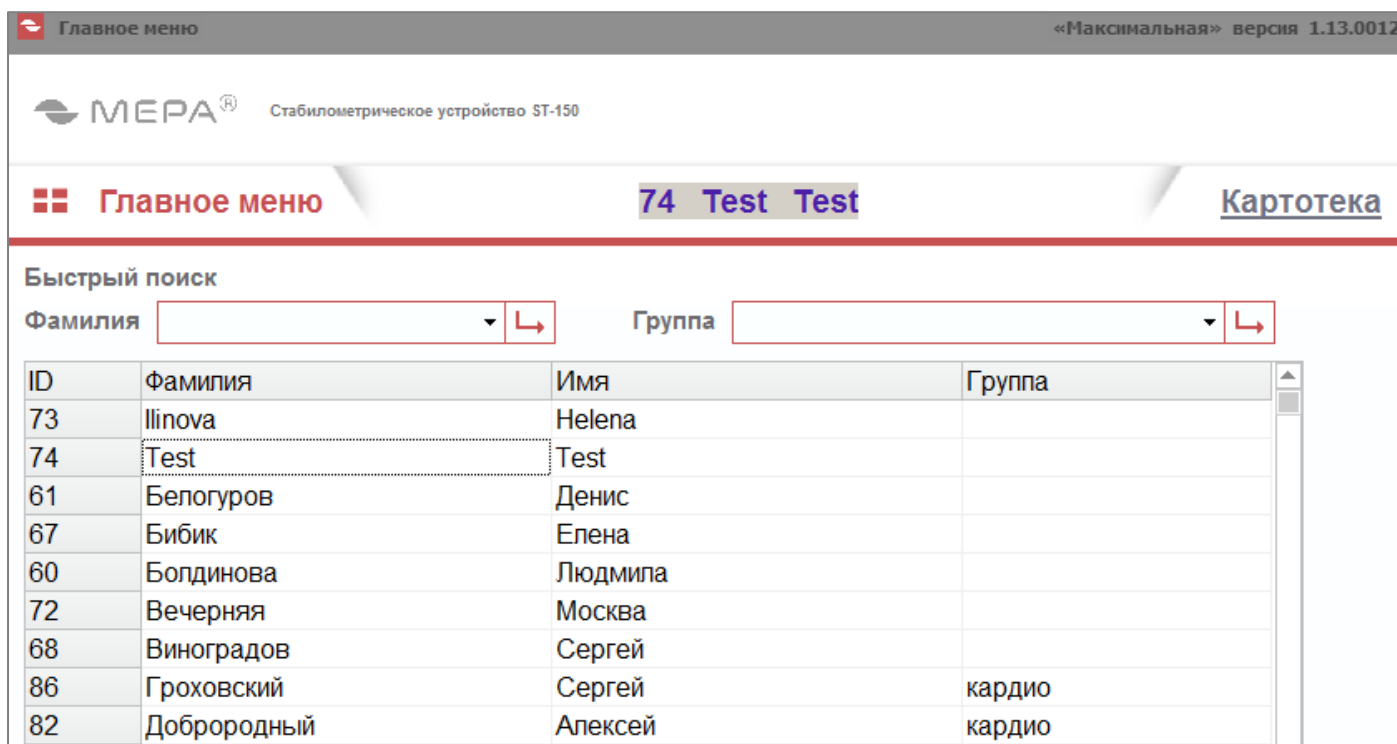 Главное меню «Максимальная» версия 1.13.0012
МЕРА® Стабилометрическое устройство ST-150
Главное меню 74 Test Test Картотека
Быстрый поиск
Фамилия Группа
ID Фамилия Имя Группа
73 Ilinova Helena
74 Test Test
61 Белогуров Денис
67 Бибик Елена
60 Болдинова Людмила
72 Вечерняя Москва
68 Виноградов Сергей
86 Гроховский Сергей кардио
82 Доброродный Алексей кардио